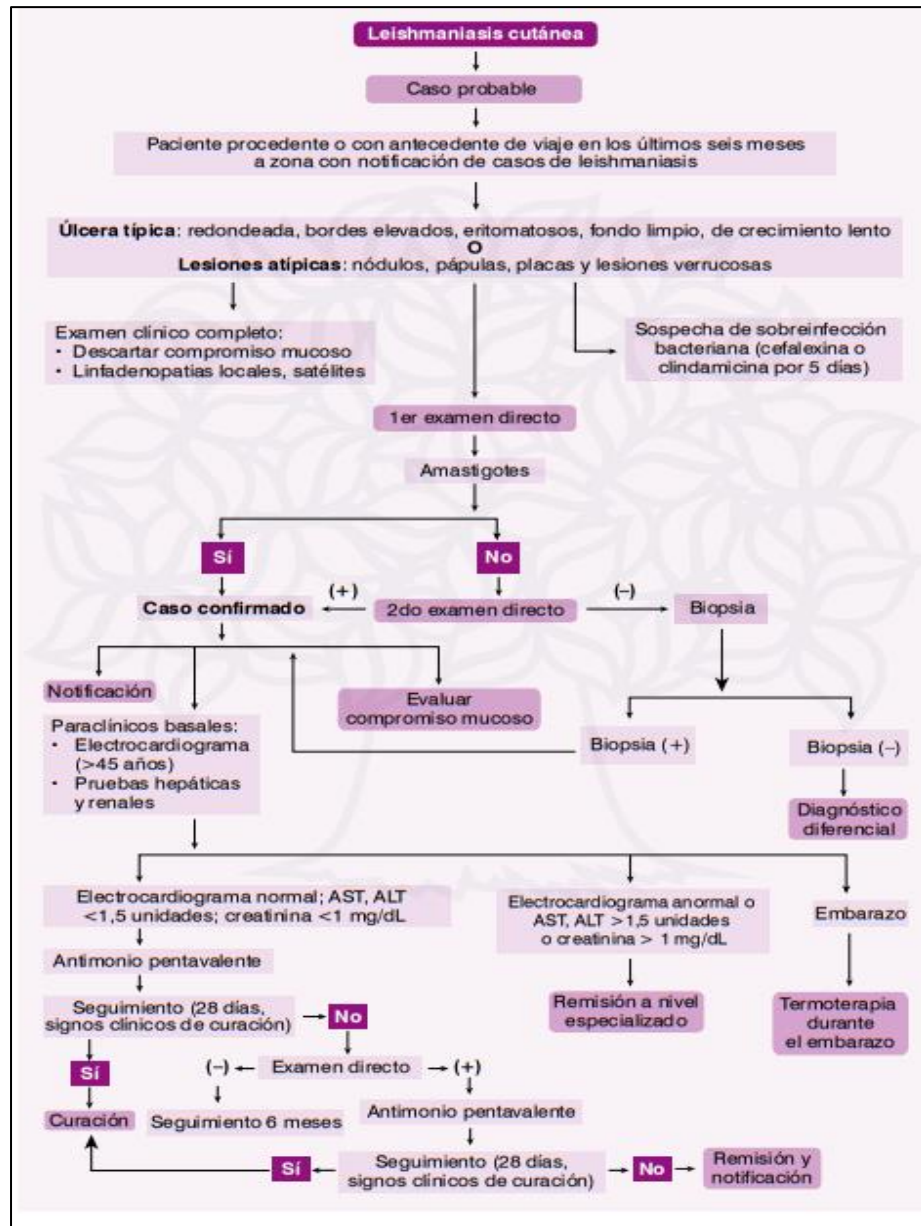 Leishmaniasis cutánea
Caso probable
Paciente procedente o con antecedente de viaje en los últimos seis meses
a zona con notificación de casos de leishmaniasis
Úlcera típica: redondeada, bordes elevados, eritomatosos, fondo limpio, de crecimiento lento
O
Lesiones atípicas: nódulos, pápulas, placas y lesiones verrucosas
Examen clínico completo:
• Descartar compromiso mucoso
• Linfadenopatías locales, satélites
Sospecha de sobreinfección
bacteriana (cefalexina o
clindamicina por 5 días)
1er examen directo
Amastigotes
Sí
No
Caso confirmado
(+)
2do examen directo
(−)
Biopsia
Notificación
Evaluar
compromiso mucoso
Biopsia (+)
Biopsia (−)
Paraclínicos basales:
• Electrocardiograma
(>45 años)
• Pruebas hepáticas
y renales
Diagnóstico
diferencial
Electrocardiograma normal; AST, ALT
<1,5 unidades; creatinina <1 mg/dL
Electrocardiograma anormal o
AST, ALT >1,5 unidades
o creatinina > 1 mg/dL
Embarazo
Antimonio pentavalente
Remisión a nivel
especializado
Termoterapia
durante
el embarazo
Seguimiento (28 días,
signos clínicos de curación)
No
Sí
(−)
Examen directo
(+)
Curación
Seguimiento 6 meses
Antimonio pentavalente
Sí
Seguimiento (28 días,
signos clínicos de curación)
No
Remisión y
notificación